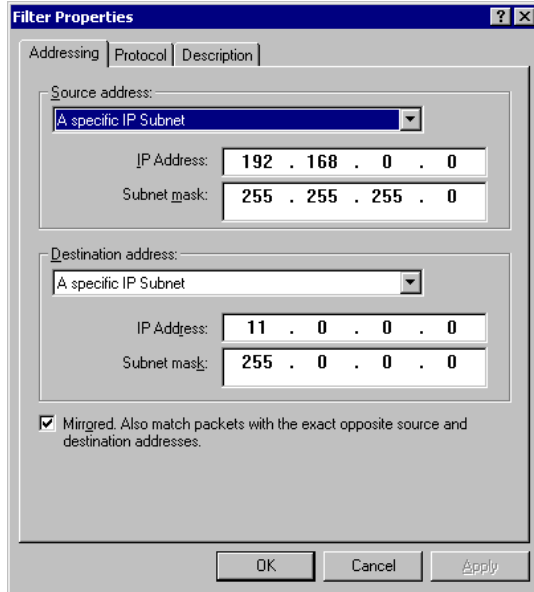 Filter Properties
Addressing Protocol Description
Source address:
A specific IP Subnet
IP Address: 192 . 168 . 0 . 0
Subnet mask: 255 . 255 . 255 . 0
Destination address:
A specific IP Subnet
IP Address: 11 . 0 . 0 . 0
Subnet mask: 255 . 0 . 0 . 0
Mirrored. Also match packets with the exact opposite source and
destination addresses.
OK Cancel Apply